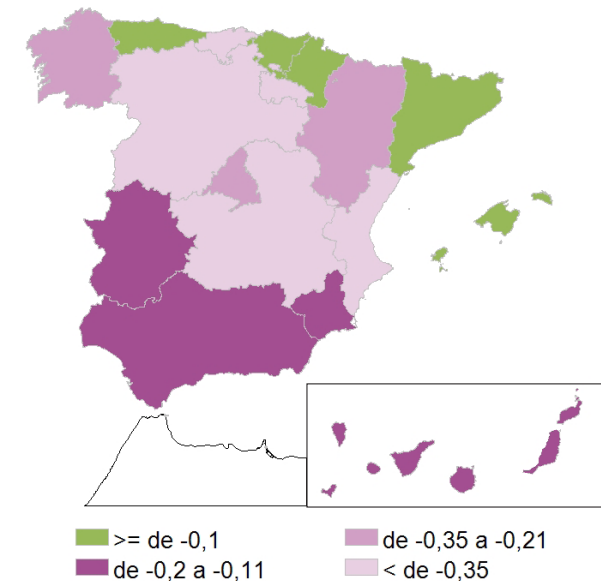 >= de -0,1
de -0,35 a -0,21
de -0,2 a -0,11
< de -0,35